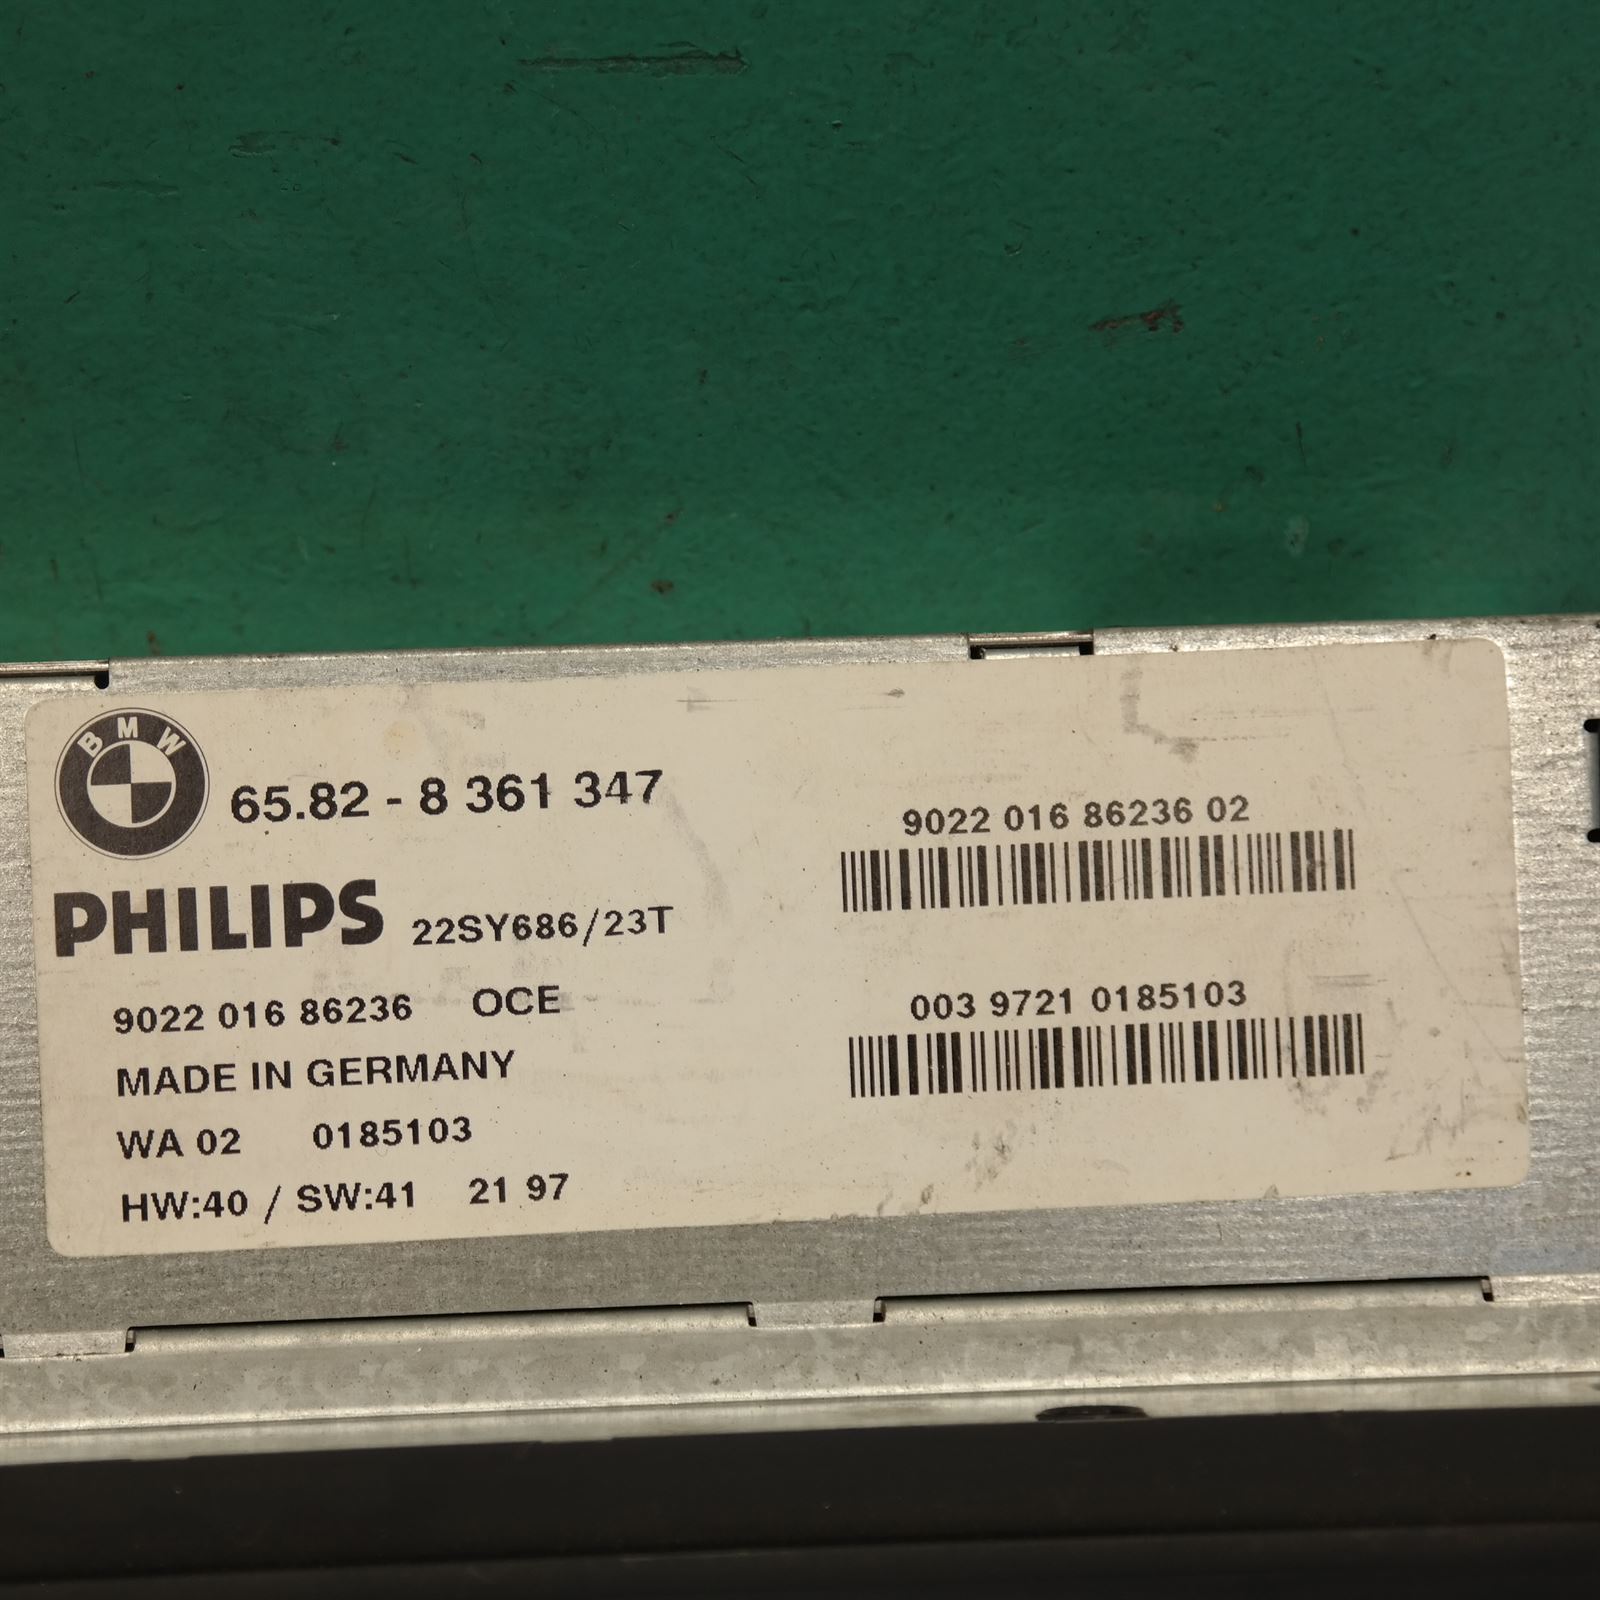 BMW
65.82 - 8 361 347
PHILIPS 22SY686/23T
9022 016 86236 OCE
MADE IN GERMANY
WA 02 0185103
HW:40 / SW:41 21 97
9022 016 86236 02
003 9721 0185103